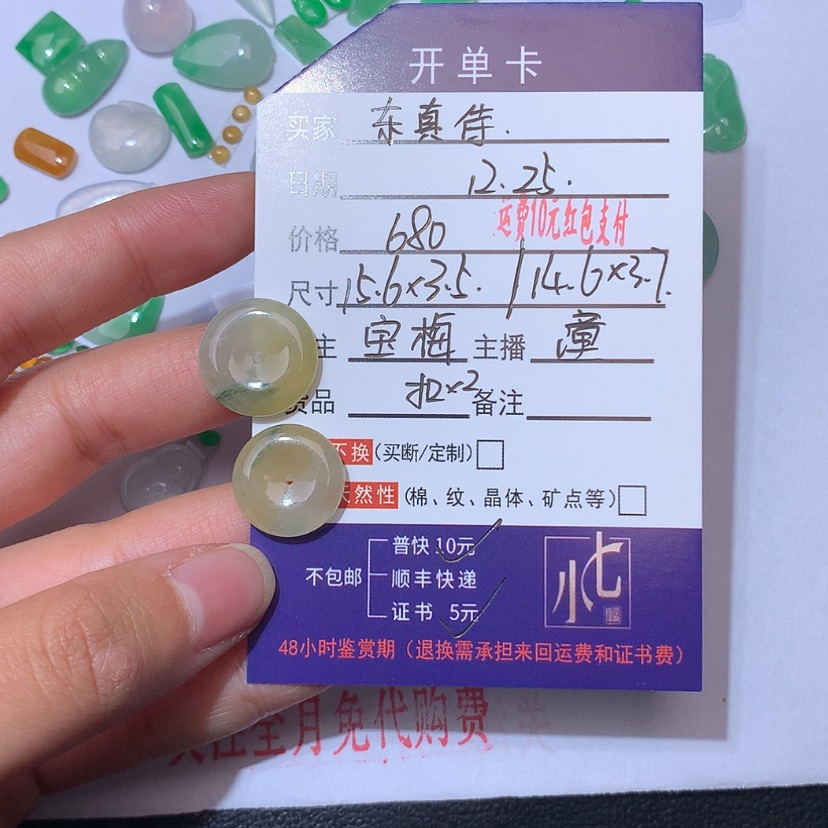 开单卡
买家 东真侍.
日期 12.25.
价格 680 运费10元红包支付
尺寸 15.6×3.5. / 14.6×3.7.
主 宝梅 主播 童
货品 扣×2 备注
不换 (买断/定制)
天然性 (棉、纹、晶体、矿点等)
普快 10元
不包邮 顺丰快递
证书 5元
小七
48小时鉴赏期(退换需承担来回运费和证书费)
全月免代购费